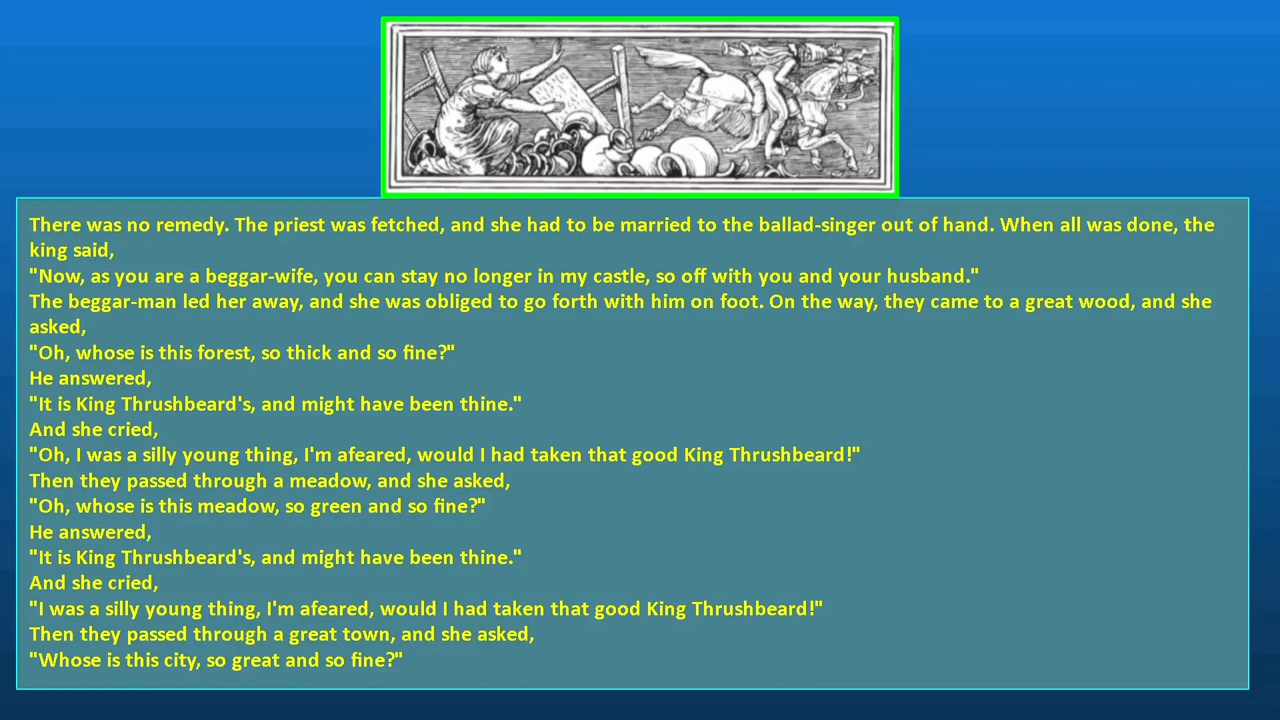 There was no remedy. The priest was fetched, and she had to be married to the ballad-singer out of hand. When all was done, the
king said,
"Now, as you are a beggar-wife, you can stay no longer in my castle, so off with you and your husband."
The beggar-man led her away, and she was obliged to go forth with him on foot. On the way, they came to a great wood, and she
asked,
"Oh, whose is this forest, so thick and so fine?"
He answered,
"It is King Thrushbeard's, and might have been thine."
And she cried,
"Oh, I was a silly young thing, I'm afeared, would I had taken that good King Thrushbeard!"
Then they passed through a meadow, and she asked,
"Oh, whose is this meadow, so green and so fine?"
He answered,
"It is King Thrushbeard's, and might have been thine."
And she cried,
"I was a silly young thing, I'm afeared, would I had taken that good King Thrushbeard!"
Then they passed through a great town, and she asked,
"Whose is this city, so great and so fine?"